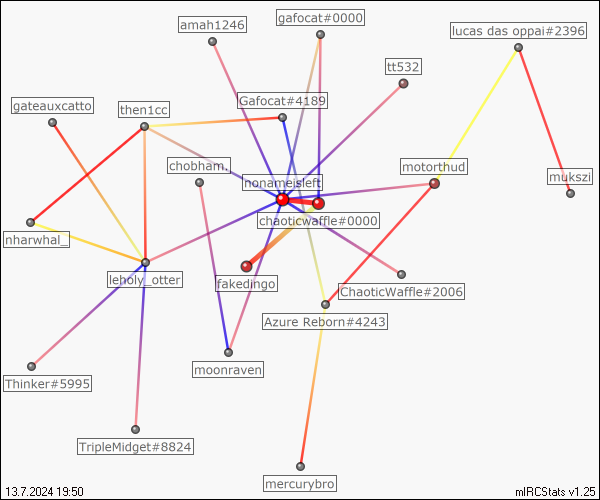 gafocat#0000
amah1246
lucas das oppai#2396
tt532
Gafocat#4189
gateauxcatto
then1cc
chobham.
motorthud
nonameisleft
mukszi
chaoticwaffle#0000
nharwhal_
leholy_otter
fakedingo
ChaoticWaffle#2006
Azure Reborn#4243
moonraven
Thinker#5995
TripleMidget#8824
mercurybro
13.7.2024 19:50
mIRCStats v1.25